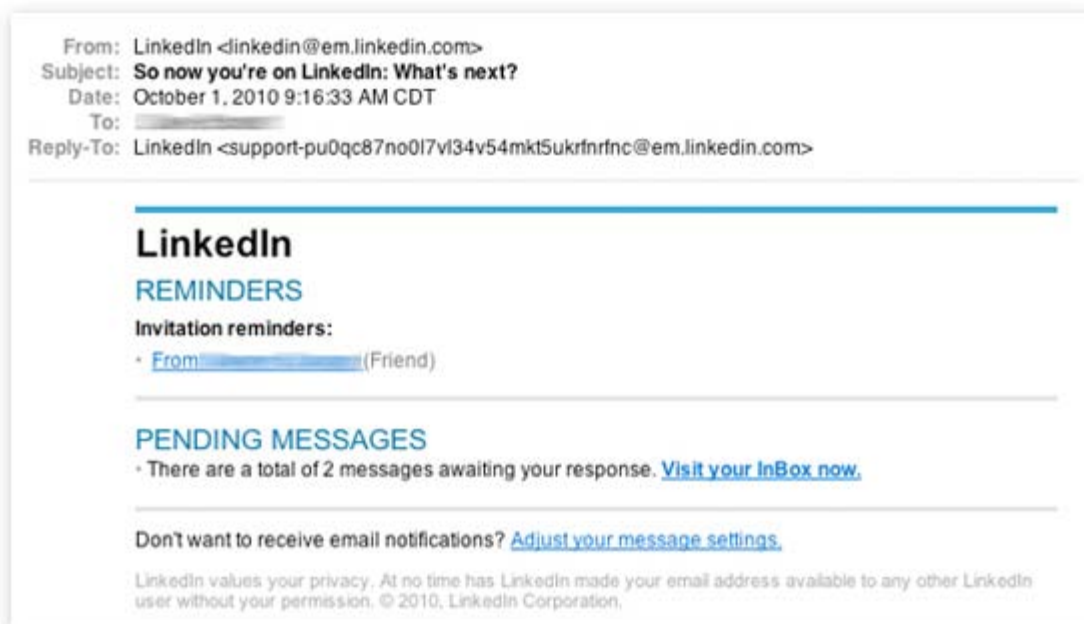 From: LinkedIn <linkedin@em.linkedin.com>
Subject: So now you're on LinkedIn: What's next?
Date: October 1, 2010 9:16:33 AM CDT
To:
Reply-To: LinkedIn <support-pu0qc87no0l7vl34v54mkt5ukrfnrfnc@em.linkedin.com>
LinkedIn
REMINDERS
Invitation reminders:
· From (Friend)
PENDING MESSAGES
· There are a total of 2 messages awaiting your response. Visit your InBox now.
Don't want to receive email notifications? Adjust your message settings.
LinkedIn values your privacy. At no time has LinkedIn made your email address available to any other LinkedIn
user without your permission. © 2010, LinkedIn Corporation.